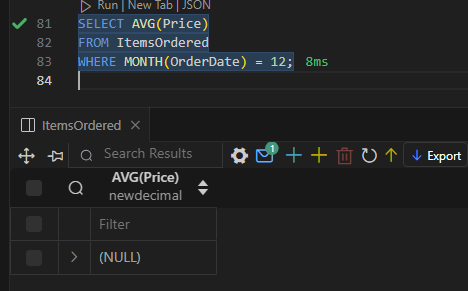 Run | New Tab | JSON
81 SELECT AVG(Price)
82 FROM ItemsOrdered
83 WHERE MONTH(OrderDate) = 12; 8ms
84
ItemsOrdered
Search Results 1 Export
AVG(Price)
newdecimal
Filter
(NULL)